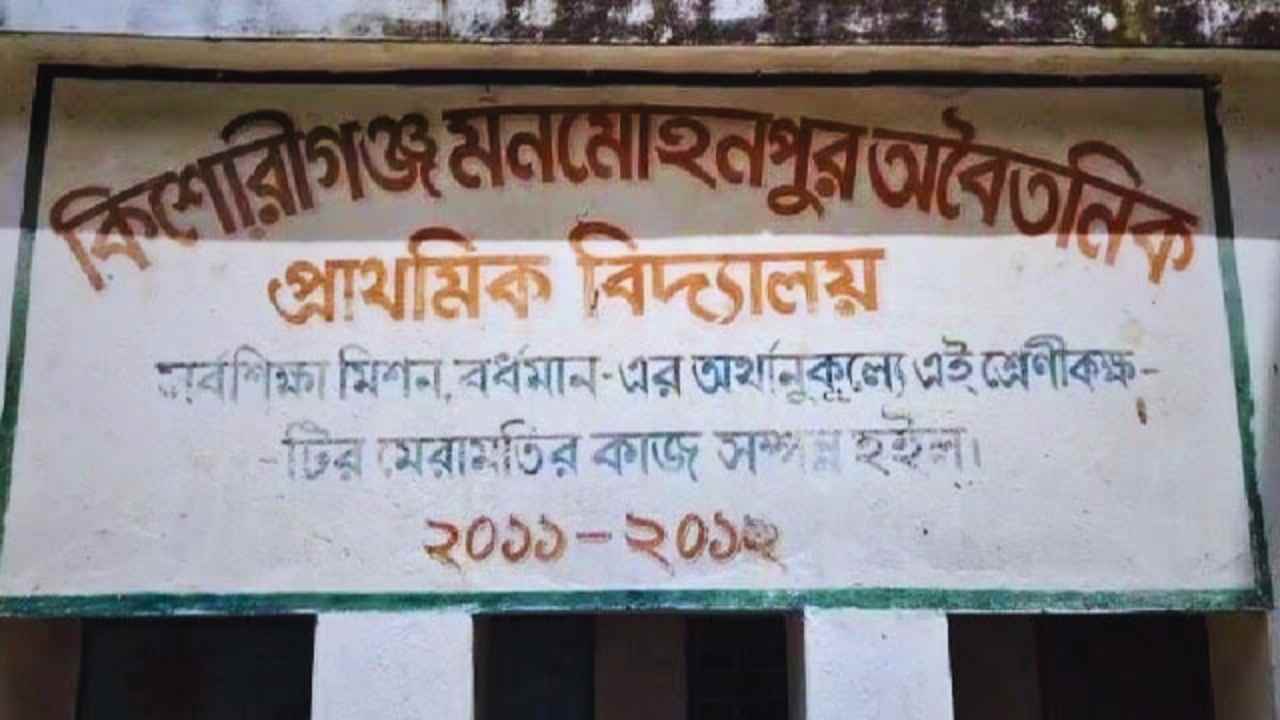 কিশোরীগঞ্জ মনমোহনপুর অবৈতনিক
প্রাথমিক বিদ্যালয়
সর্বশিক্ষা মিশন, বর্ধমান-এর অর্থানুকূল্যে এই শ্রেণীকক্ষ-
-টির মেরামতির কাজ সম্পন্ন হইল।
২০১১-২০১২